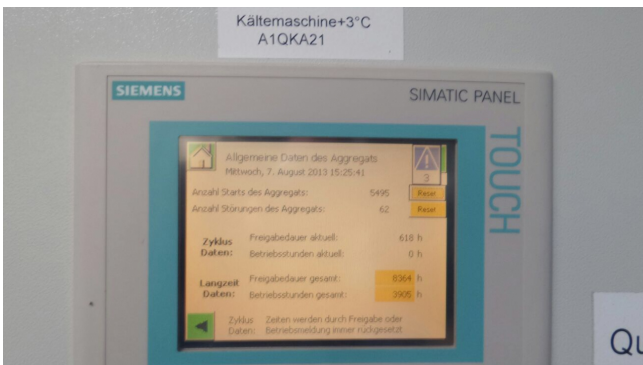 Kältemaschine+3°C
A1QKA21
SIEMENS
SIMATIC PANEL
TOUCH
Allgemeine Daten des Aggregats
Mittwoch, 7. August 2013 15:25:41
3
Anzahl Starts des Aggregats: 5495 Reset
Anzahl Störungen des Aggregats: 62 Reset
Zyklus Daten:
Freigabedauer aktuell: 618 h
Betriebsstunden aktuell: 0 h
Langzeit Daten:
Freigabedauer gesamt: 8364 h
Betriebsstunden gesamt: 3905 h
Zyklus Zeiten werden durch Freigabe oder
Daten: Betriebsmeldung immer rückgesetzt
Qu